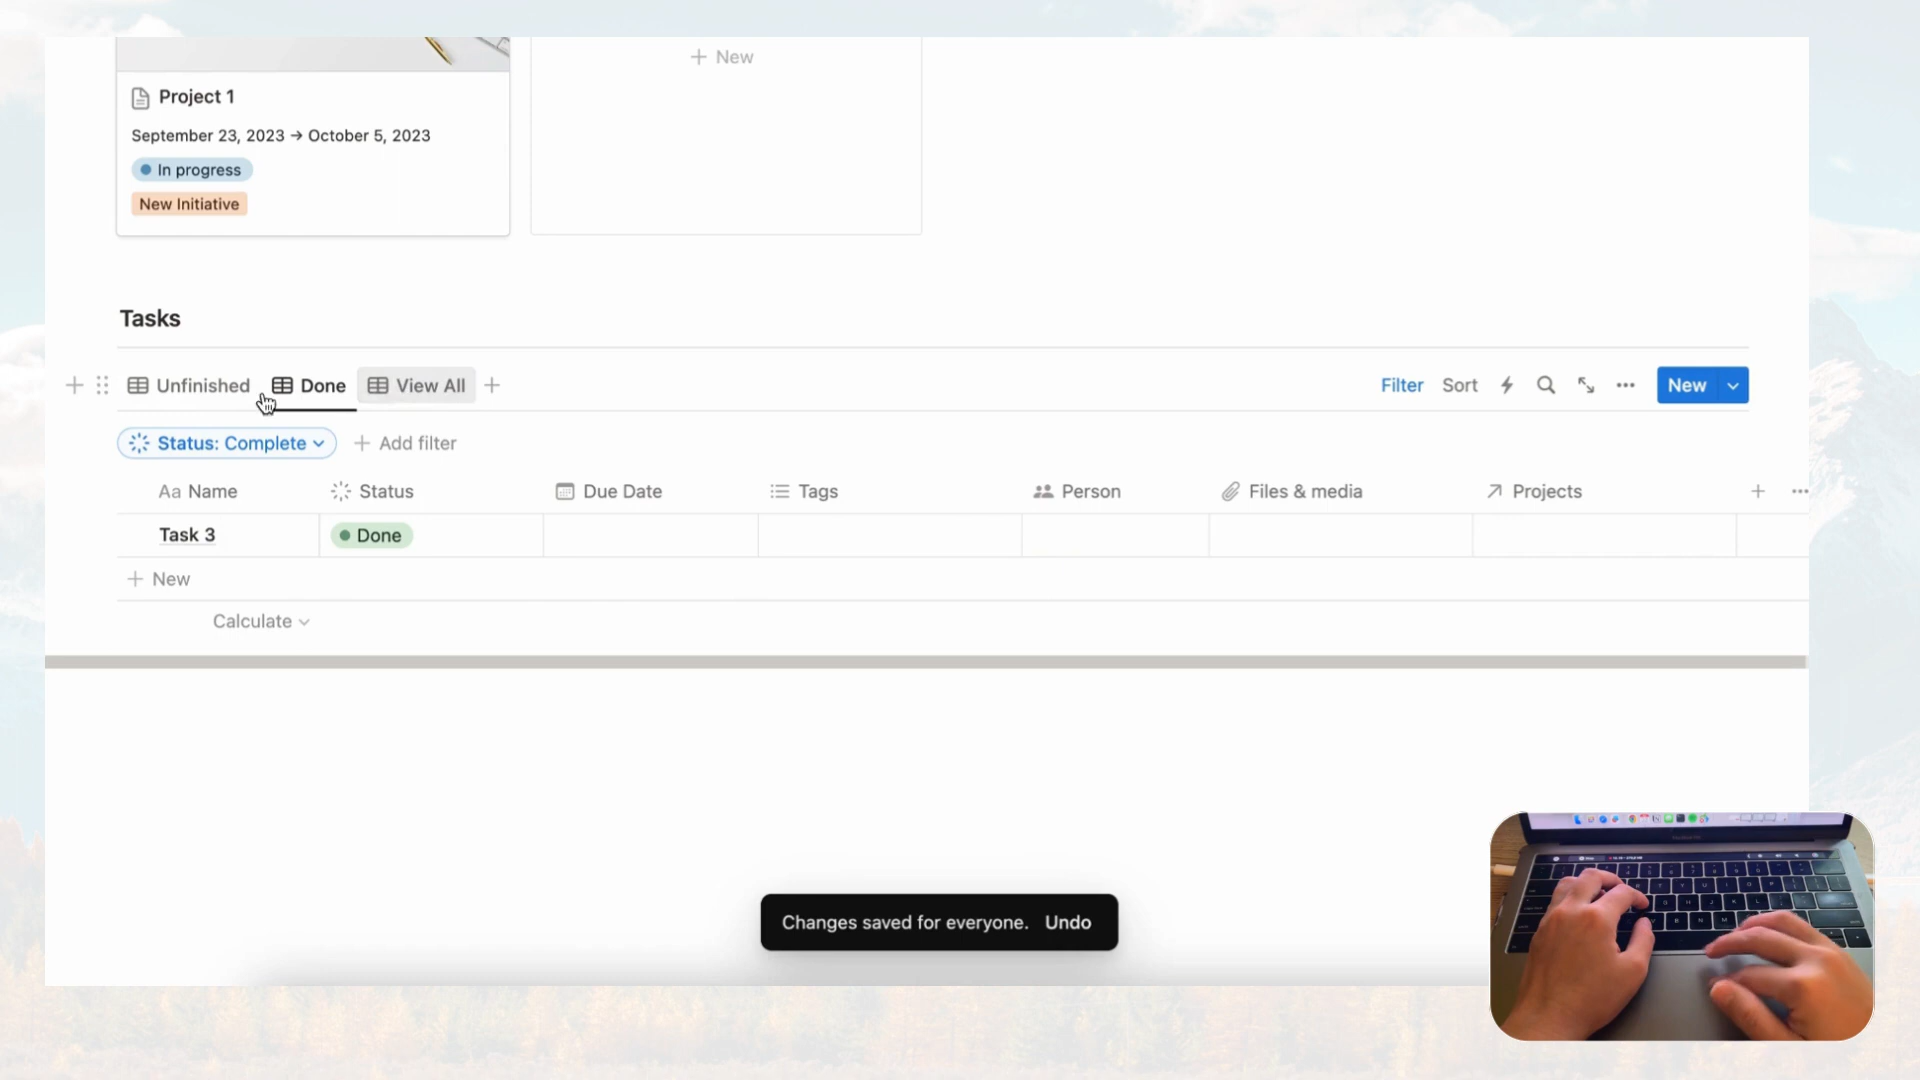 + New
Project 1
September 23, 2023 → October 5, 2023
In progress
New Initiative
Tasks
Unfinished Done View All
Filter Sort New
Status: Complete + Add filter
Aa Name Status Due Date Tags Person Files & media Projects
Task 3 Done
+ New
Calculate
Changes saved for everyone. Undo